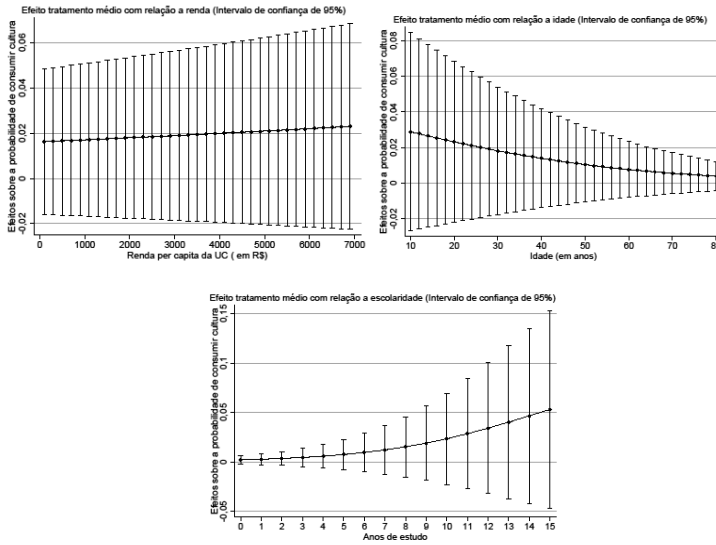 Efeito tratamento médio com relação a renda (Intervalo de confiança de 95%)
Efeitos sobre a probabilidade de consumir cultura
0,06
0,04
0,02
0
-0,02
0 1000 2000 3000 4000 5000 6000 7000
Renda per capita da UC ( em R$)
Efeito tratamento médio com relação a idade (Intervalo de confiança de 95%)
Efeitos sobre a probabilidade de consumir cultura
0,08
0,06
0,04
0,02
0
-0,02
10 20 30 40 50 60 70 80
Idade (em anos)
Efeito tratamento médio com relação a escolaridade (Intervalo de confiança de 95%)
Efeitos sobre a probabilidade de consumir cultura
0,15
0,1
0,05
0
-0,05
0 1 2 3 4 5 6 7 8 9 10 11 12 13 14 15
Anos de estudo